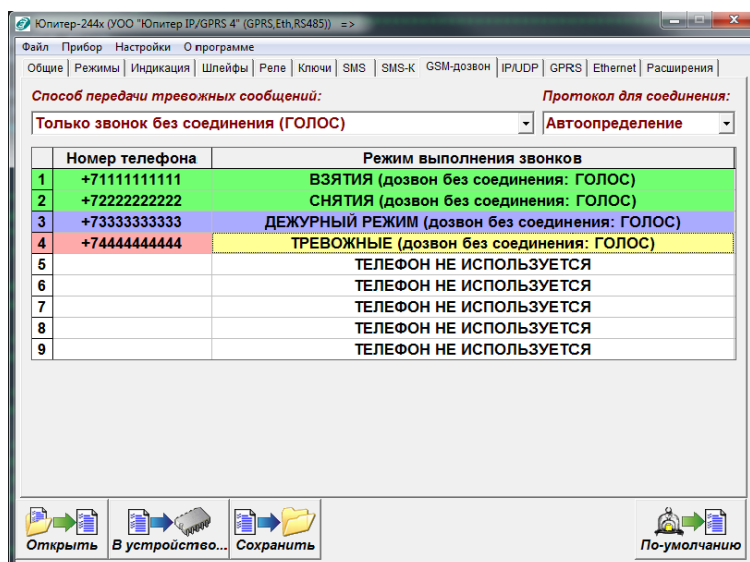 Юпитер-244x (УОО "Юпитер IP/GPRS 4" (GPRS,Eth,RS485)) =>
Файл Прибор Настройки О программе
Общие Режимы Индикация Шлейфы Реле Ключи SMS SMS-K GSM-дозвон IP/UDP GPRS Ethernet Расширения
Способ передачи тревожных сообщений: Протокол для соединения:
Только звонок без соединения (ГОЛОС) Автоопределение
Номер телефона Режим выполнения звонков
1 +71111111111 ВЗЯТИЯ (дозвон без соединения: ГОЛОС)
2 +72222222222 СНЯТИЯ (дозвон без соединения: ГОЛОС)
3 +73333333333 ДЕЖУРНЫЙ РЕЖИМ (дозвон без соединения: ГОЛОС)
4 +74444444444 ТРЕВОЖНЫЕ (дозвон без соединения: ГОЛОС)
5 ТЕЛЕФОН НЕ ИСПОЛЬЗУЕТСЯ
6 ТЕЛЕФОН НЕ ИСПОЛЬЗУЕТСЯ
7 ТЕЛЕФОН НЕ ИСПОЛЬЗУЕТСЯ
8 ТЕЛЕФОН НЕ ИСПОЛЬЗУЕТСЯ
9 ТЕЛЕФОН НЕ ИСПОЛЬЗУЕТСЯ
Открыть В устройство... Сохранить По-умолчанию